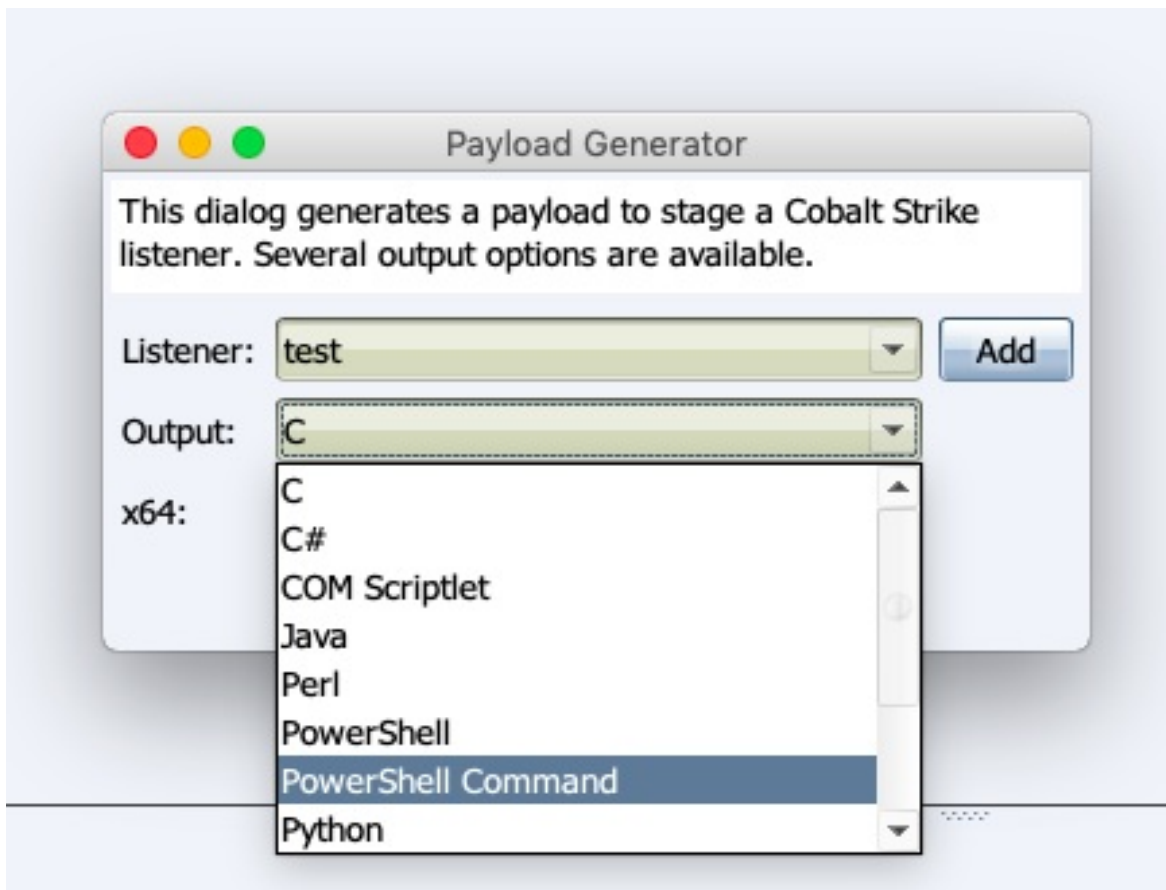 Payload Generator
This dialog generates a payload to stage a Cobalt Strike
listener. Several output options are available.
Listener: test Add
Output: C
x64:
C
C#
COM Scriptlet
Java
Perl
PowerShell
PowerShell Command
Python